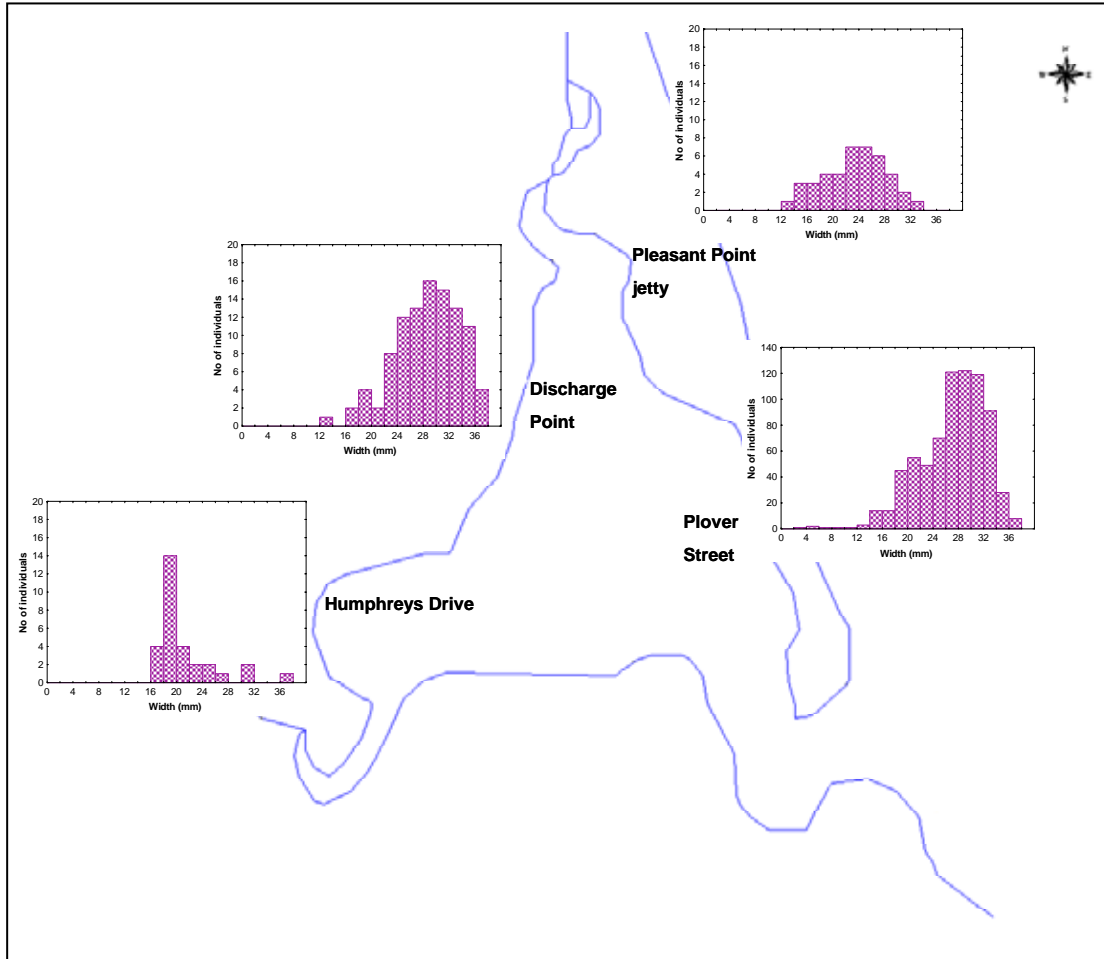 20
18
16
14
12
10
8
6
4
2
0
No of individuals
0 4 8 12 16 20 24 28 32 36
Width (mm)
N
E
S
Pleasant Point
jetty
20
18
16
14
12
10
8
6
4
2
0
No of individuals
0 4 8 12 16 20 24 28 32 36
Width (mm)
Discharge
Point
140
120
100
80
60
40
20
0
No of individuals
0 4 8 12 16 20 24 28 32 36
Width (mm)
Plover
Street
20
18
16
14
12
10
8
6
4
2
0
No of individuals
0 4 8 12 16 20 24 28 32 36
Width (mm)
Humphreys Drive